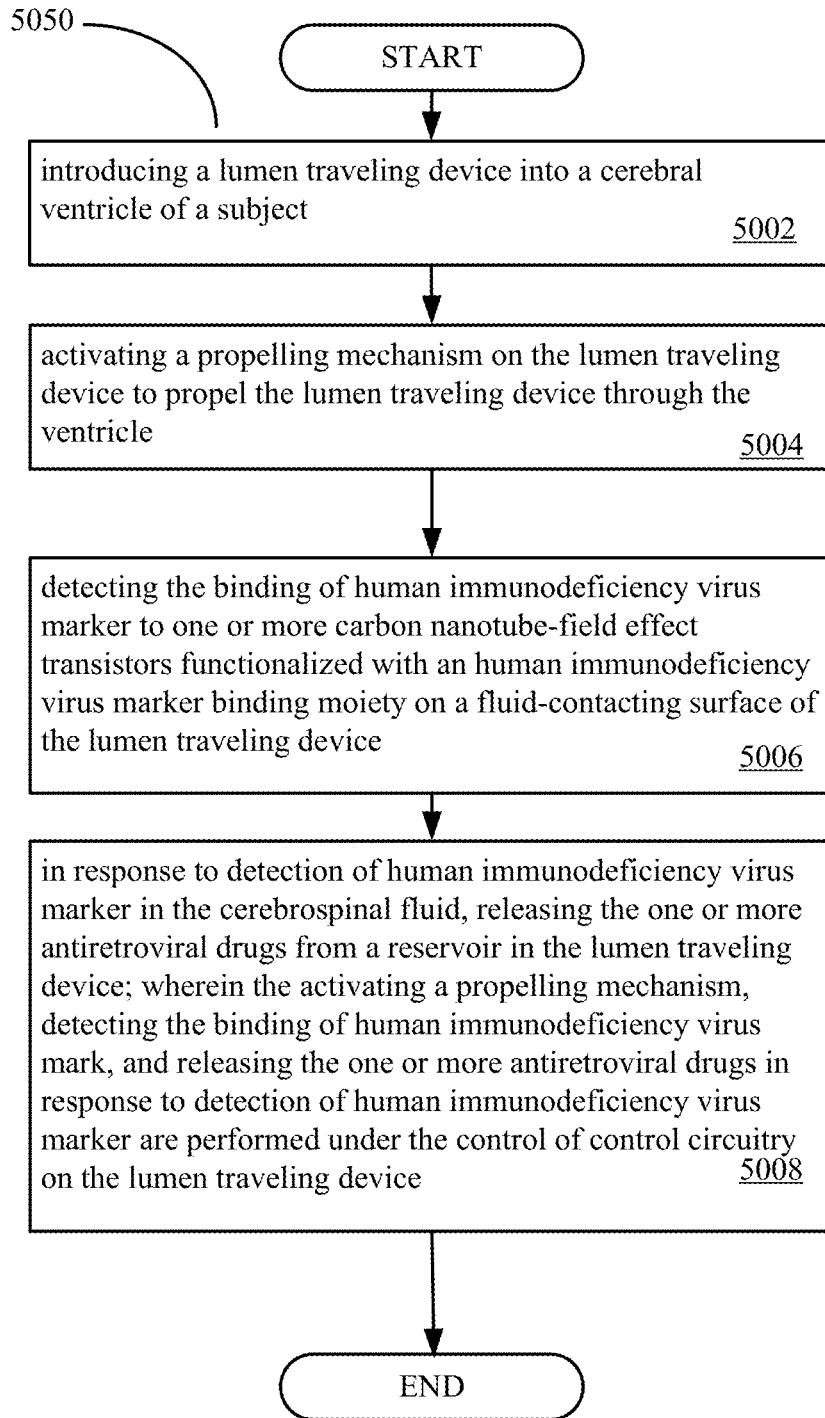 5050
START
introducing a lumen traveling device into a cerebral
ventricle of a subject
5002
activating a propelling mechanism on the lumen traveling
device to propel the lumen traveling device through the
ventricle
5004
detecting the binding of human immunodeficiency virus
marker to one or more carbon nanotube-field effect
transistors functionalized with an human immunodeficiency
virus marker binding moiety on a fluid-contacting surface of
the lumen traveling device
5006
in response to detection of human immunodeficiency virus
marker in the cerebrospinal fluid, releasing the one or more
antiretroviral drugs from a reservoir in the lumen traveling
device; wherein the activating a propelling mechanism,
detecting the binding of human immunodeficiency virus
mark, and releasing the one or more antiretroviral drugs in
response to detection of human immunodeficiency virus
marker are performed under the control of control circuitry
on the lumen traveling device
5008
END